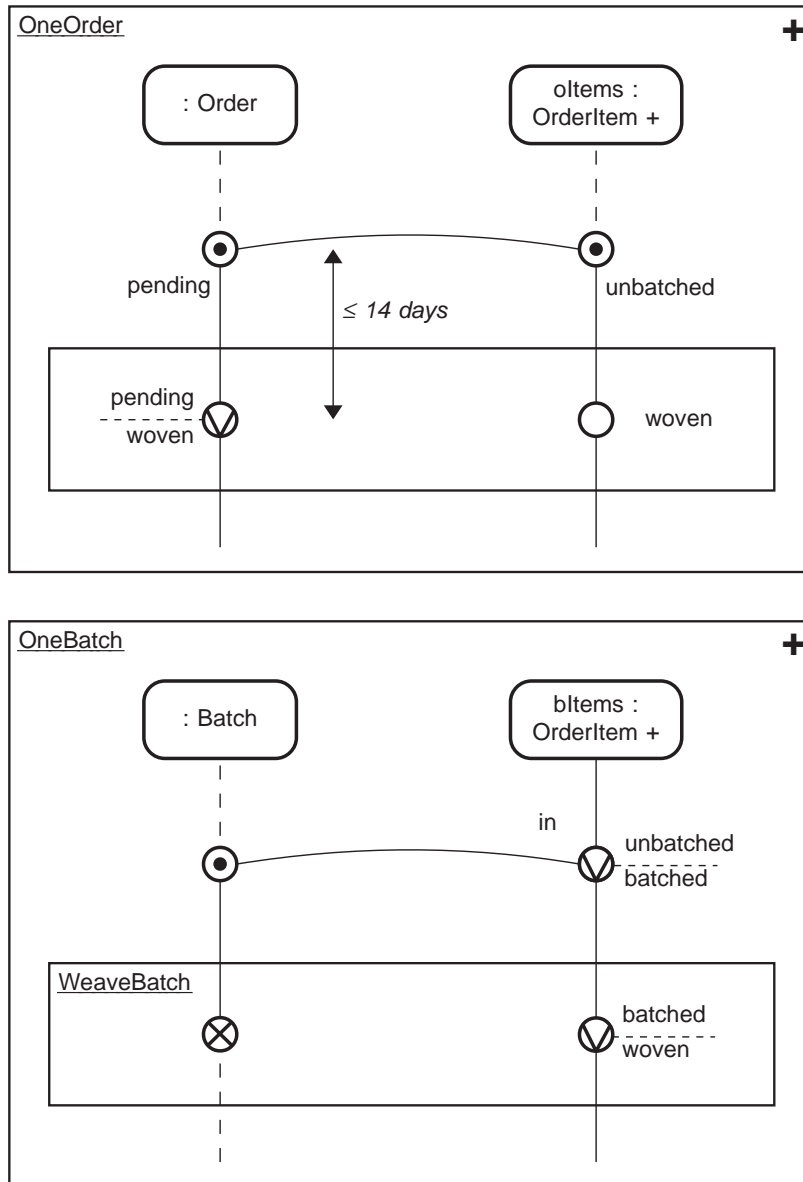 OneOrder
+
: Order
oItems :
OrderItem +
pending
unbatched
≤ 14 days
pending
woven
woven
OneBatch
+
: Batch
bItems :
OrderItem +
in
unbatched
batched
WeaveBatch
batched
woven